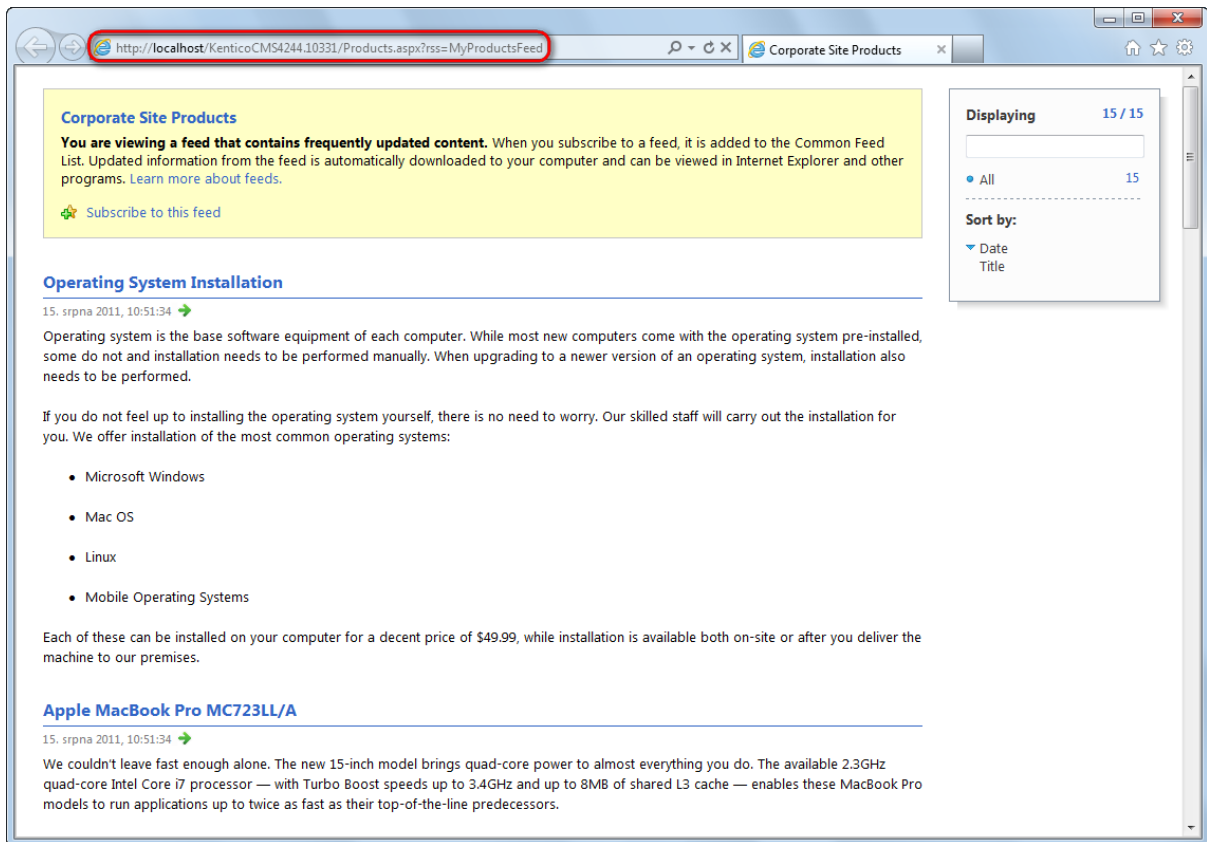 http://localhost/KenticoCMS4244.10331/Products.aspx?rss=MyProductsFeed
Corporate Site Products
Corporate Site Products
You are viewing a feed that contains frequently updated content. When you subscribe to a feed, it is added to the Common Feed
List. Updated information from the feed is automatically downloaded to your computer and can be viewed in Internet Explorer and other
programs. Learn more about feeds.
Subscribe to this feed
Displaying 15 / 15
All 15
Sort by:
Date
Title
Operating System Installation
15. srpna 2011, 10:51:34
Operating system is the base software equipment of each computer. While most new computers come with the operating system pre-installed,
some do not and installation needs to be performed manually. When upgrading to a newer version of an operating system, installation also
needs to be performed.
If you do not feel up to installing the operating system yourself, there is no need to worry. Our skilled staff will carry out the installation for
you. We offer installation of the most common operating systems:
• Microsoft Windows
• Mac OS
• Linux
• Mobile Operating Systems
Each of these can be installed on your computer for a decent price of $49.99, while installation is available both on-site or after you deliver the
machine to our premises.
Apple MacBook Pro MC723LL/A
15. srpna 2011, 10:51:34
We couldn't leave fast enough alone. The new 15-inch model brings quad-core power to almost everything you do. The available 2.3GHz
quad-core Intel Core i7 processor — with Turbo Boost speeds up to 3.4GHz and up to 8MB of shared L3 cache — enables these MacBook Pro
models to run applications up to twice as fast as their top-of-the-line predecessors.